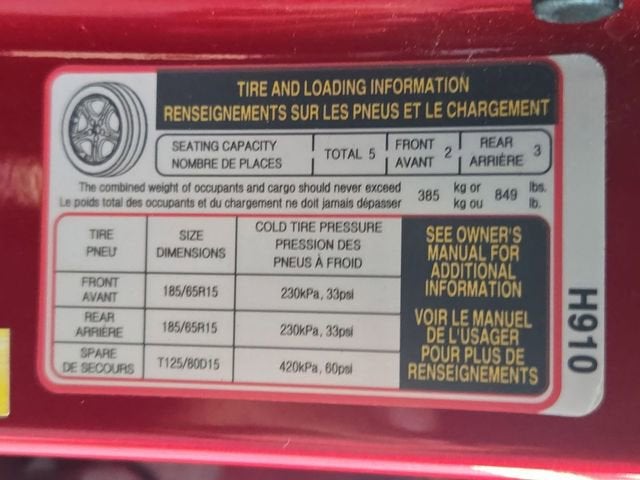 TIRE AND LOADING INFORMATION
RENSEIGNEMENTS SUR LES PNEUS ET LE CHARGEMENT
SEATING CAPACITY
NOMBRE DE PLACES
TOTAL 5
FRONT
AVANT 2
REAR
ARRIÈRE 3
The combined weight of occupants and cargo should never exceed
Le poids total des occupants et du chargement ne doit jamais dépasser
385 kg or
kg ou
849 lbs.
lb.
TIRE
PNEU
SIZE
DIMENSIONS
COLD TIRE PRESSURE
PRESSION DES
PNEUS À FROID
FRONT
AVANT
185/65R15
230kPa, 33psi
REAR
ARRIÈRE
185/65R15
230kPa, 33psi
SPARE
DE SECOURS
T125/80D15
420kPa, 60psi
SEE OWNER'S
MANUAL FOR
ADDITIONAL
INFORMATION
VOIR LE MANUEL
DE L'USAGER
POUR PLUS DE
RENSEIGNEMENTS
H910